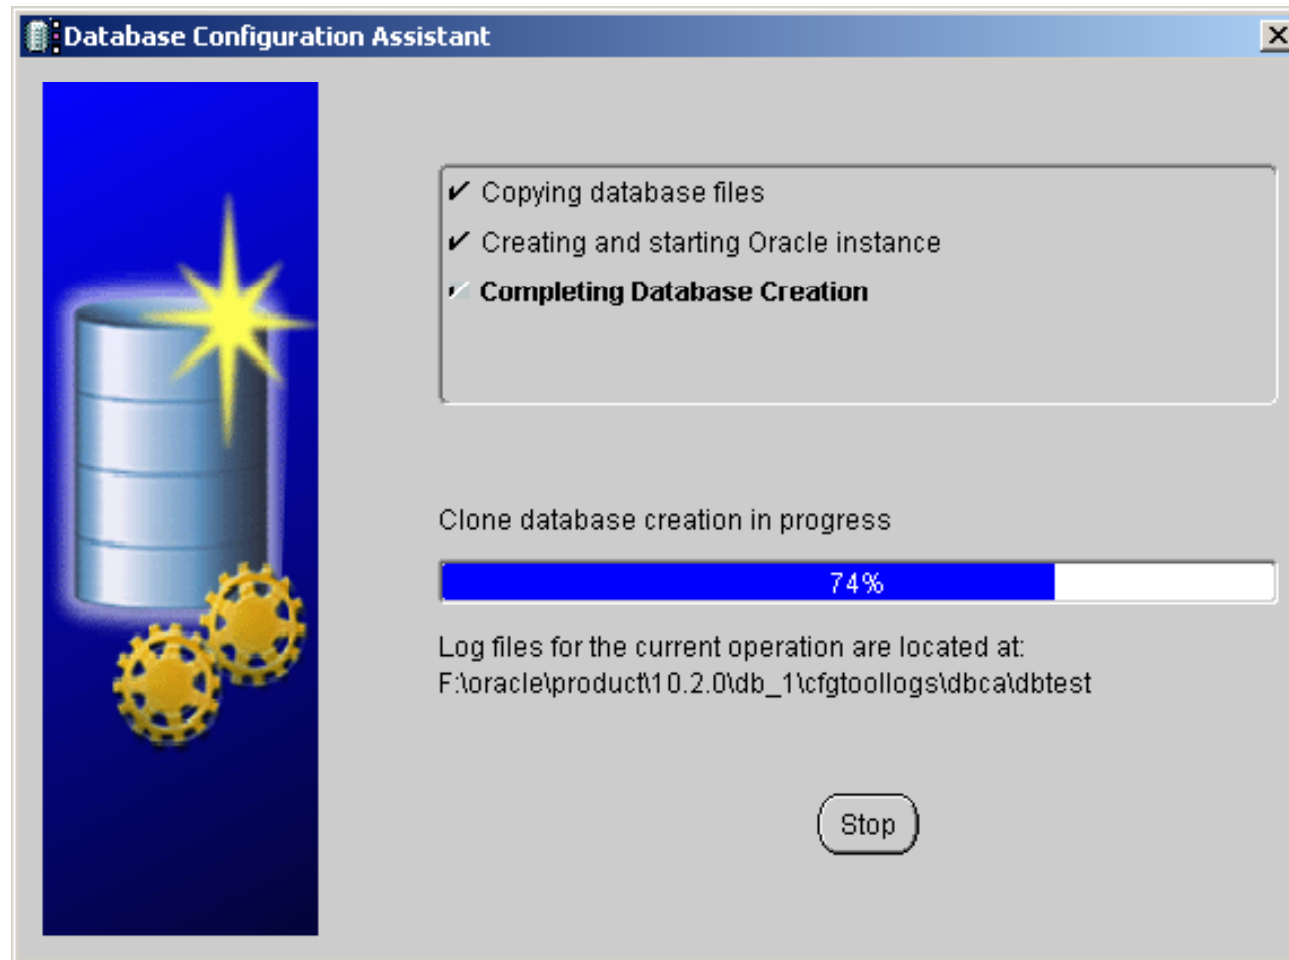 Database Configuration Assistant
Copying database files
Creating and starting Oracle instance
Completing Database Creation
Clone database creation in progress
74%
Log files for the current operation are located at:
F:\oracle\product\10.2.0\db_1\cfgtoollogs\dbca\dbtest
Stop